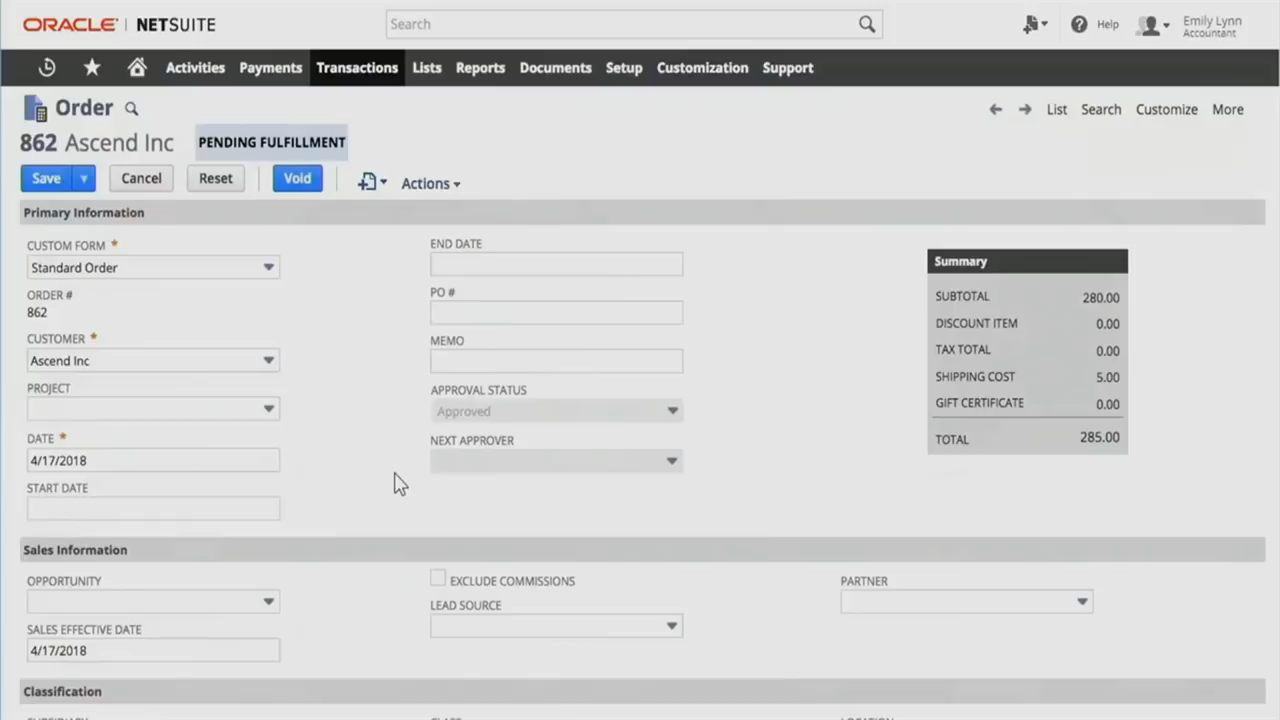 ORACLE | NETSUITE
Search
Help
Emily Lynn
Accountant
Activities Payments Transactions Lists Reports Documents Setup Customization Support
Order
List Search Customize More
862 Ascend Inc PENDING FULFILLMENT
Save Cancel Reset Void Actions
Primary Information
CUSTOM FORM *
Standard Order
ORDER #
862
CUSTOMER *
Ascend Inc
PROJECT
DATE *
4/17/2018
START DATE
END DATE
PO #
MEMO
APPROVAL STATUS
Approved
NEXT APPROVER
Summary
SUBTOTAL 280.00
DISCOUNT ITEM 0.00
TAX TOTAL 0.00
SHIPPING COST 5.00
GIFT CERTIFICATE 0.00
TOTAL 285.00
Sales Information
OPPORTUNITY
SALES EFFECTIVE DATE
4/17/2018
EXCLUDE COMMISSIONS
LEAD SOURCE
PARTNER
Classification